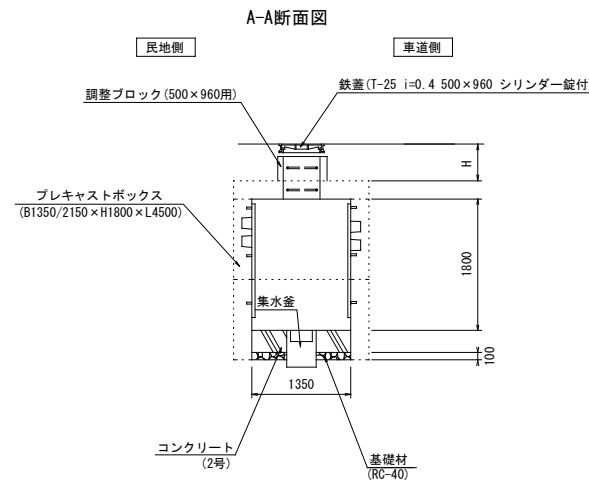 A-A断面図
民地側
車道側
調整ブロック(500×960用)
鉄蓋(T-25 i=0.4 500×960 シリンダー錠付
H
プレキャストボックス
(B1350/2150×H1800×L4500)
1800
集水釜
100
1350
コンクリート
(2号)
基礎材
(RC-40)